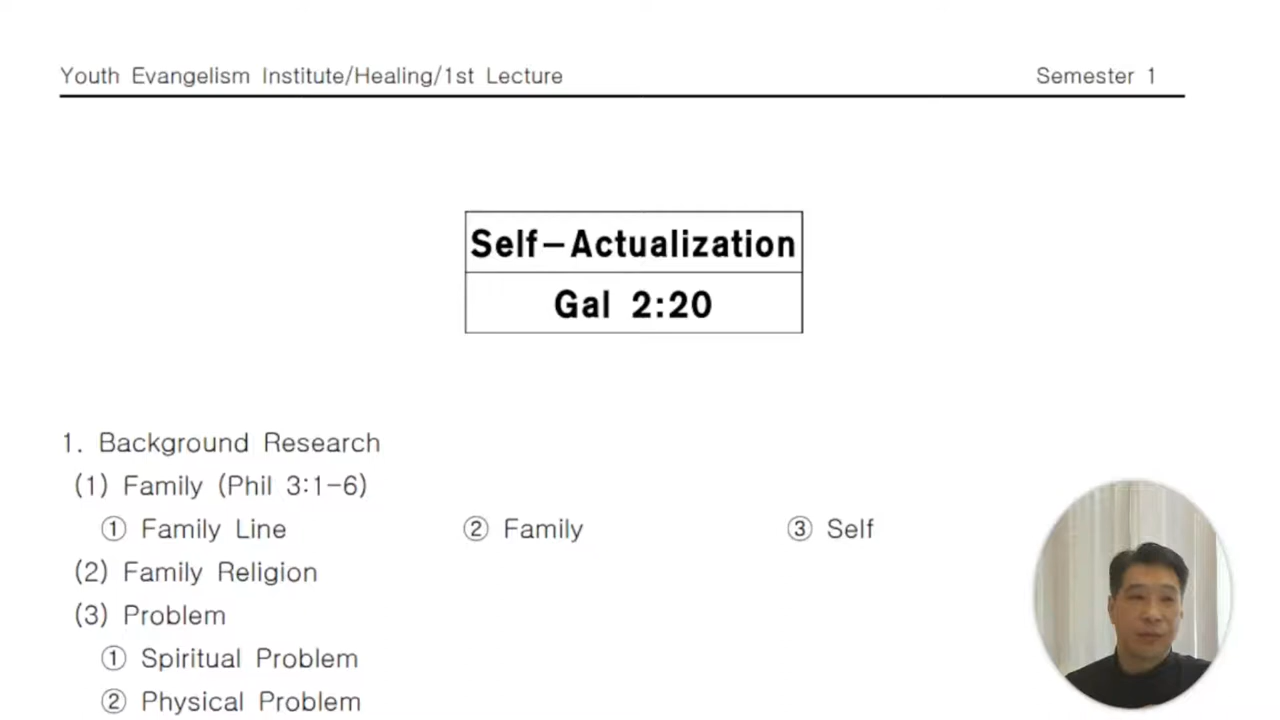 Youth Evangelism Institute/Healing/1st Lecture Semester 1
Self-Actualization
Gal 2:20
1. Background Research
(1) Family (Phil 3:1-6)
① Family Line ② Family ③ Self
(2) Family Religion
(3) Problem
① Spiritual Problem
② Physical Problem